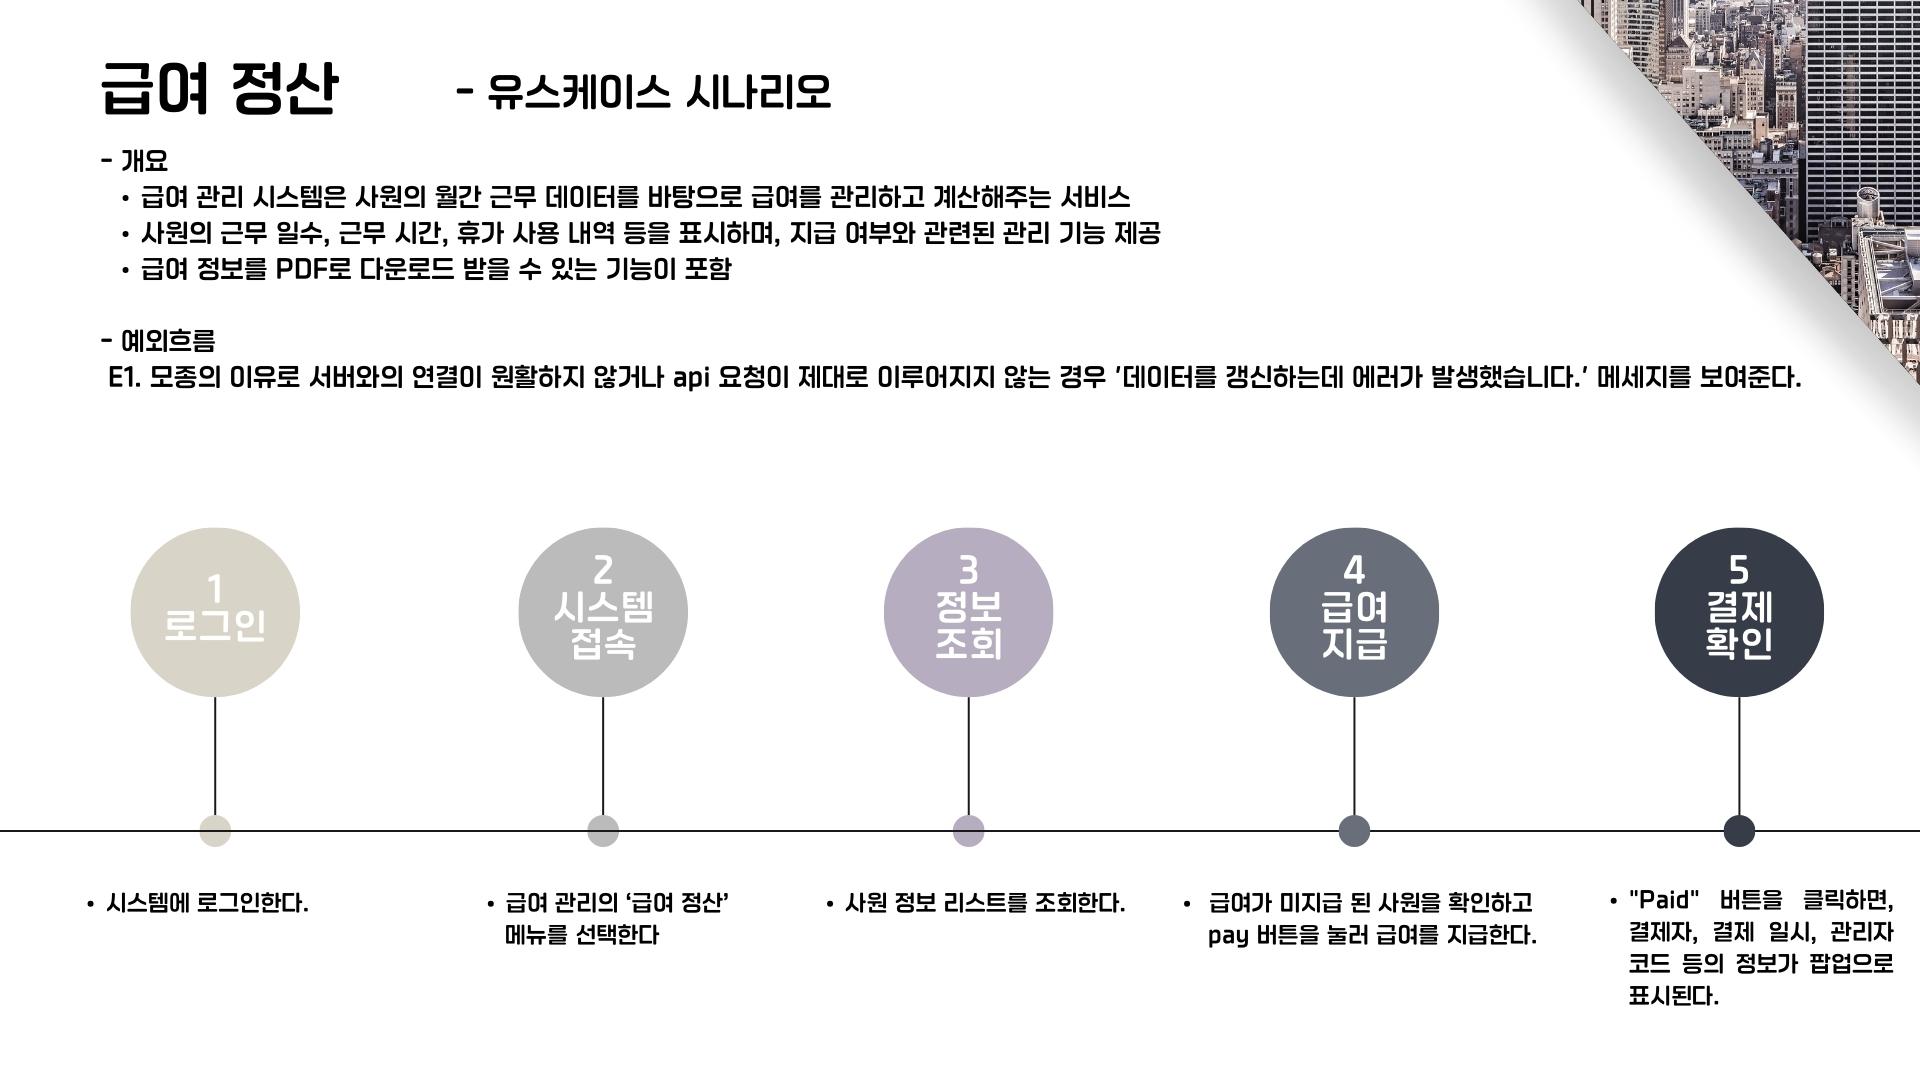 급여 정산 - 유스케이스 시나리오
- 개요
• 급여 관리 시스템은 사원의 월간 근무 데이터를 바탕으로 급여를 관리하고 계산해주는 서비스
• 사원의 근무 일수, 근무 시간, 휴가 사용 내역 등을 표시하며, 지급 여부와 관련된 관리 기능 제공
• 급여 정보를 PDF로 다운로드 받을 수 있는 기능이 포함
- 예외흐름
E1. 모종의 이유로 서버와의 연결이 원활하지 않거나 api 요청이 제대로 이루어지지 않는 경우 '데이터를 갱신하는데 에러가 발생했습니다.' 메세지를 보여준다.
1
로그인
2
시스템
접속
3
정보
조회
4
급여
지급
5
결제
확인
• 시스템에 로그인한다.
• 급여 관리의 ‘급여 정산’
메뉴를 선택한다
• 사원 정보 리스트를 조회한다.
• 급여가 미지급 된 사원을 확인하고
pay 버튼을 눌러 급여를 지급한다.
• "Paid" 버튼을 클릭하면,
결제자, 결제 일시, 관리자
코드 등의 정보가 팝업으로
표시된다.